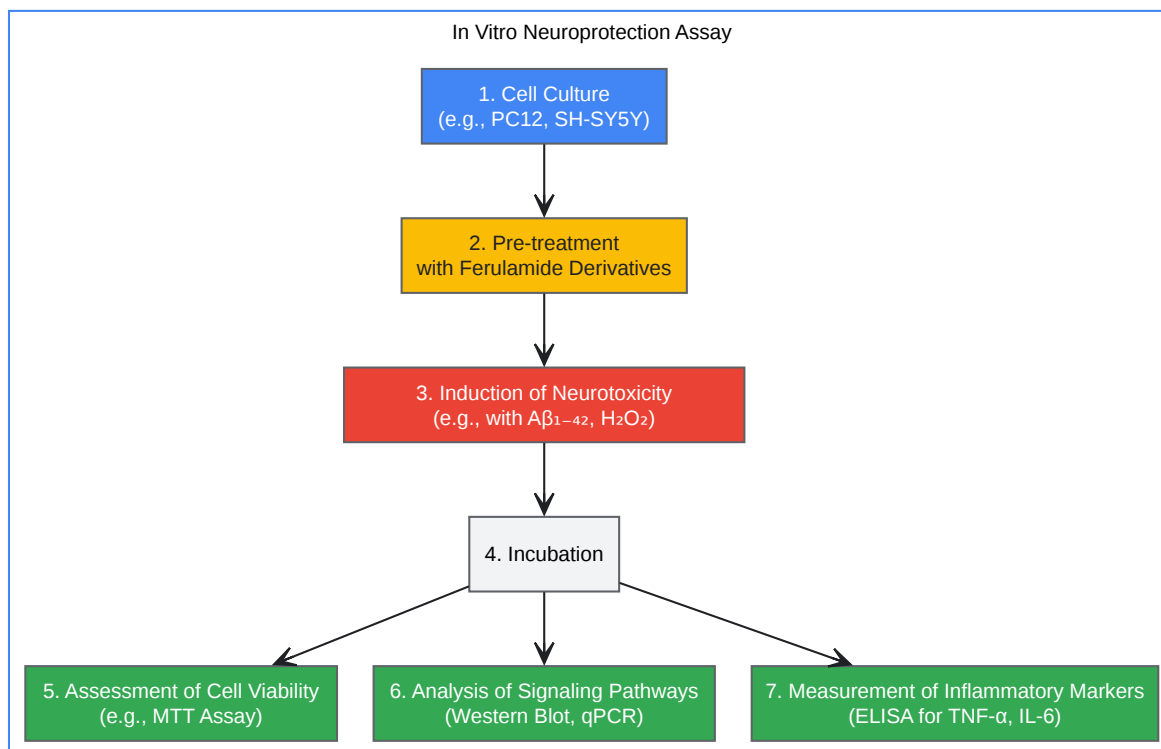 In Vitro Neuroprotection Assay
1. Cell Culture
(e.g., PC12, SH-SY5Y)
2. Pre-treatment
with Ferulamide Derivatives
3. Induction of Neurotoxicity
(e.g., with Aβ₁₋₄₂, H₂O₂)
4. Incubation
5. Assessment of Cell Viability
(e.g., MTT Assay)
6. Analysis of Signaling Pathways
(Western Blot, qPCR)
7. Measurement of Inflammatory Markers
(ELISA for TNF-α, IL-6)